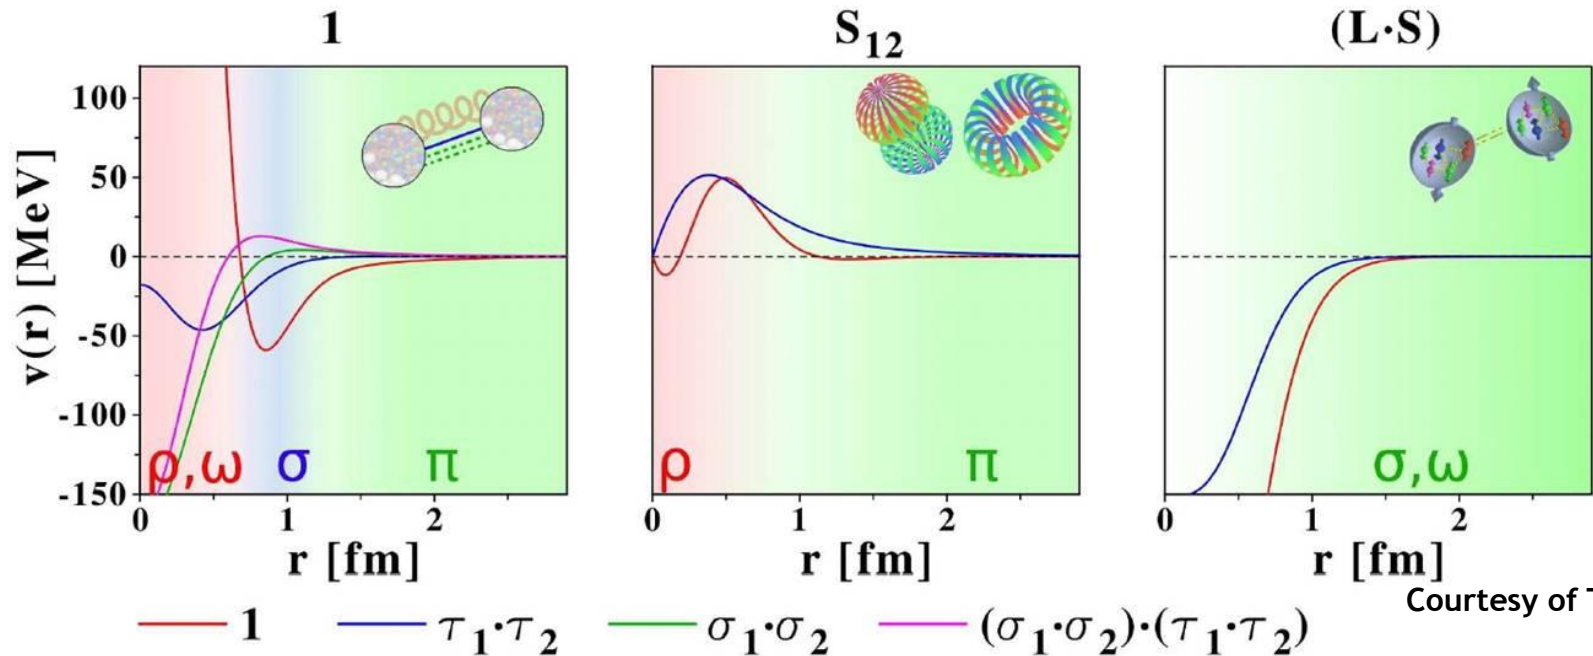 1 S₁₂ (L·S)
v(r) [MeV]
100
50
0
-50
-100
-150
ρ,ω σ π
ρ π
σ,ω
0 1 2
0 1 2
0 1 2
r [fm] r [fm] r [fm]
Courtesy of
1 τ₁·τ₂ σ₁·σ₂ (σ₁·σ₂)·(τ₁·τ₂)